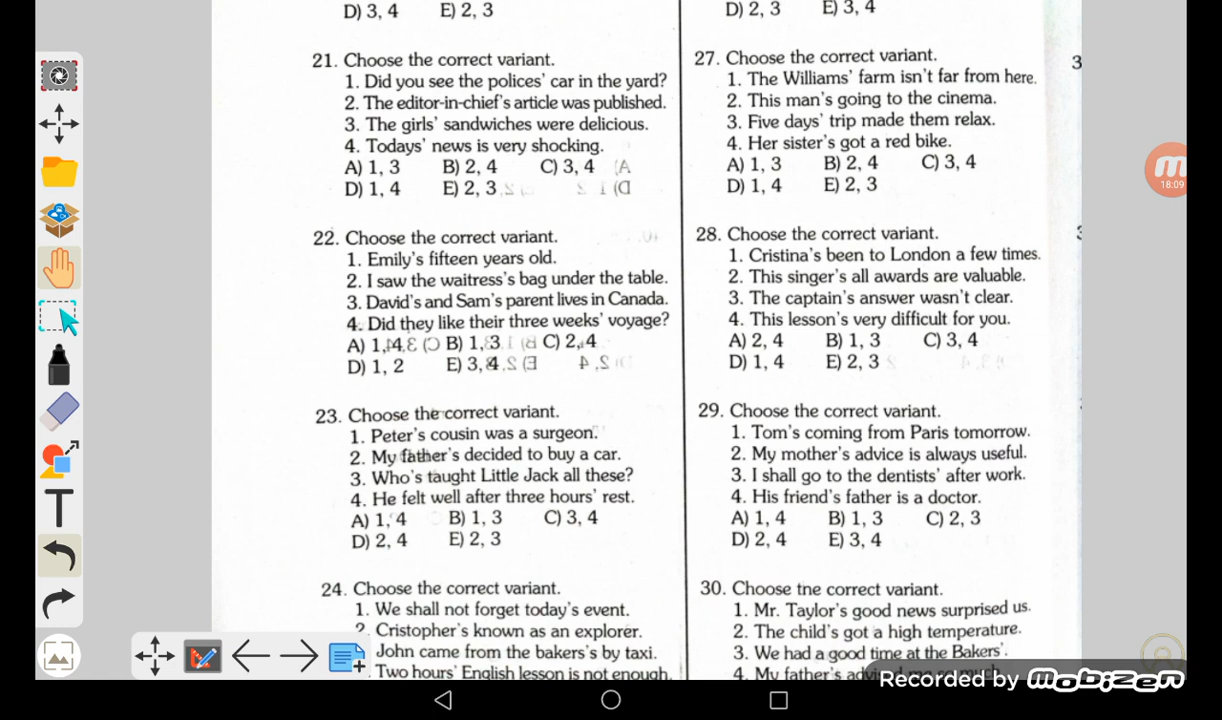 D) 3, 4 E) 2, 3
21. Choose the correct variant.
1. Did you see the polices' car in the yard?
2. The editor-in-chief's article was published.
3. The girls' sandwiches were delicious.
4. Todays' news is very shocking.
A) 1, 3 B) 2, 4 C) 3, 4
D) 1, 4 E) 2, 3
22. Choose the correct variant.
1. Emily's fifteen years old.
2. I saw the waitress's bag under the table.
3. David's and Sam's parent lives in Canada.
4. Did they like their three weeks' voyage?
A) 1, 4 B) 1, 3 C) 2, 4
D) 1, 2 E) 3, 4
23. Choose the correct variant.
1. Peter's cousin was a surgeon.
2. My father's decided to buy a car.
3. Who's taught Little Jack all these?
4. He felt well after three hours' rest.
A) 1, 4 B) 1, 3 C) 3, 4
D) 2, 4 E) 2, 3
24. Choose the correct variant.
1. We shall not forget today's event.
2. Cristopher's known as an explorer.
John came from the bakers's by taxi.
Two hours' English lesson is not enough.
D) 2, 3 E) 3, 4
27. Choose the correct variant.
1. The Williams' farm isn't far from here.
2. This man's going to the cinema.
3. Five days' trip made them relax.
4. Her sister's got a red bike.
A) 1, 3 B) 2, 4 C) 3, 4
D) 1, 4 E) 2, 3
28. Choose the correct variant.
1. Cristina's been to London a few times.
2. This singer's all awards are valuable.
3. The captain's answer wasn't clear.
4. This lesson's very difficult for you.
A) 2, 4 B) 1, 3 C) 3, 4
D) 1, 4 E) 2, 3
29. Choose the correct variant.
1. Tom's coming from Paris tomorrow.
2. My mother's advice is always useful.
3. I shall go to the dentists' after work.
4. His friend's father is a doctor.
A) 1, 4 B) 1, 3 C) 2, 3
D) 2, 4 E) 3, 4
30. Choose tne correct variant.
1. Mr. Taylor's good news surprised us.
2. The child's got a high temperature.
3. We had a good time at the Bakers'.
4. My father's
3
18:09
T
Recorded by mobizen